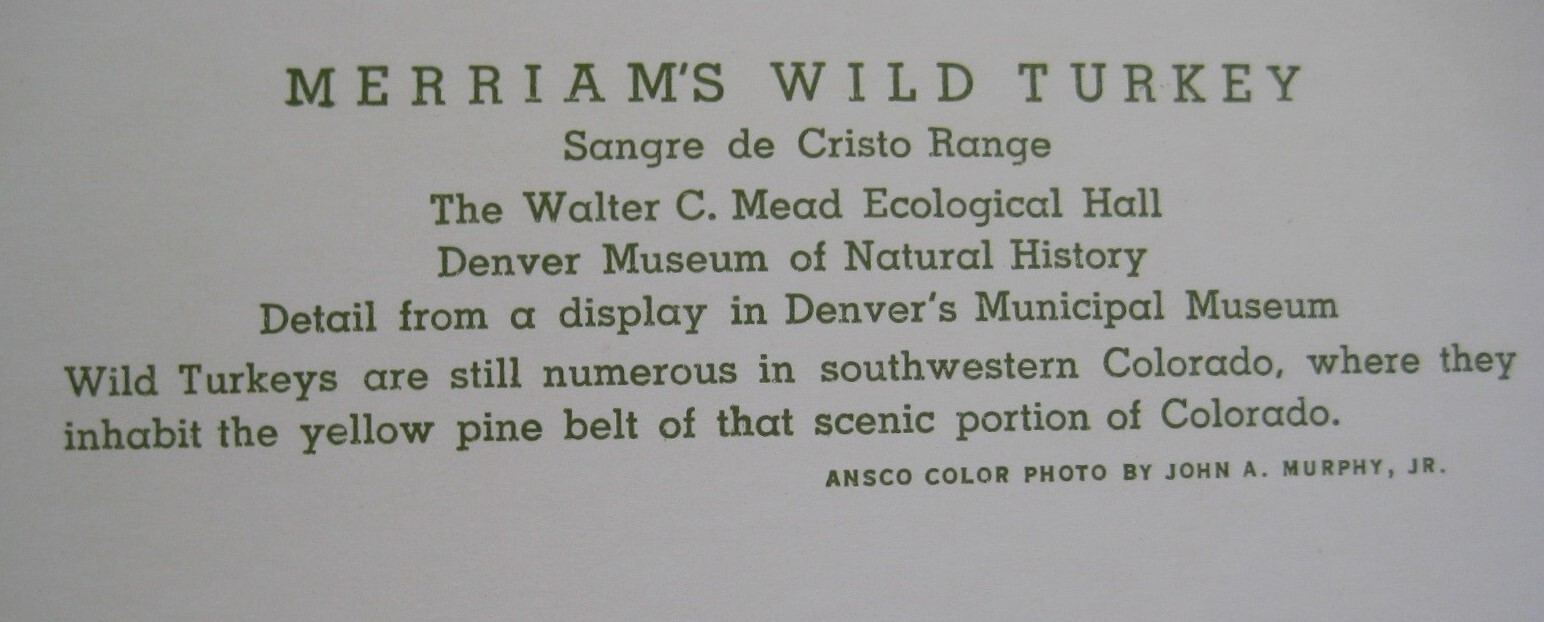 MERRIAM'S WILD TURKEY
Sangre de Cristo Range
The Walter C. Mead Ecological Hall
Denver Museum of Natural History
Detail from a display in Denver's Municipal Museum
Wild Turkeys are still numerous in southwestern Colorado, where they
inhabit the yellow pine belt of that scenic portion of Colorado.
ANSCO COLOR PHOTO BY JOHN A. MURPHY, JR.